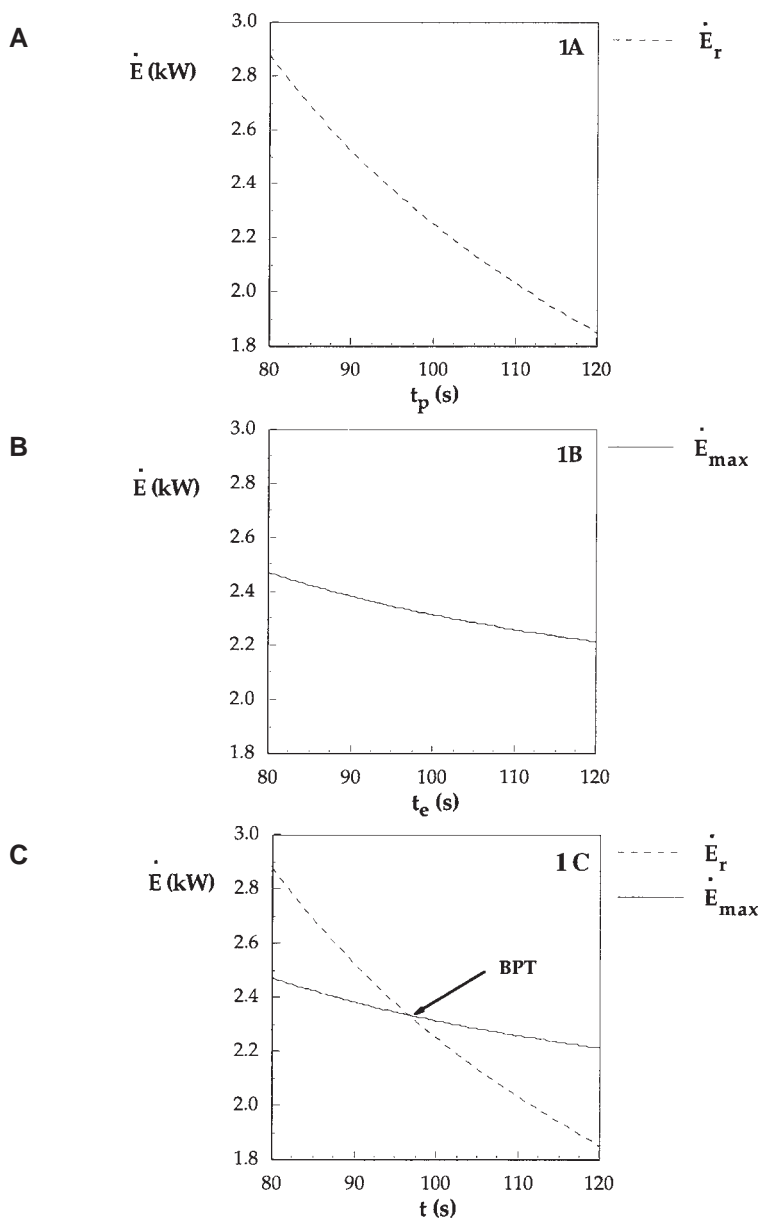 A
1A
Ė_r
Ė (kW)
3.0
2.8
2.6
2.4
2.2
2.0
1.8
80 90 100 110 120
t_p (s)
B
1B
Ė_max
Ė (kW)
3.0
2.8
2.6
2.4
2.2
2.0
1.8
80 90 100 110 120
t_e (s)
C
1 C
Ė_r
Ė_max
Ė (kW)
3.0
2.8
2.6
2.4
2.2
2.0
1.8
BPT
80 90 100 110 120
t (s)